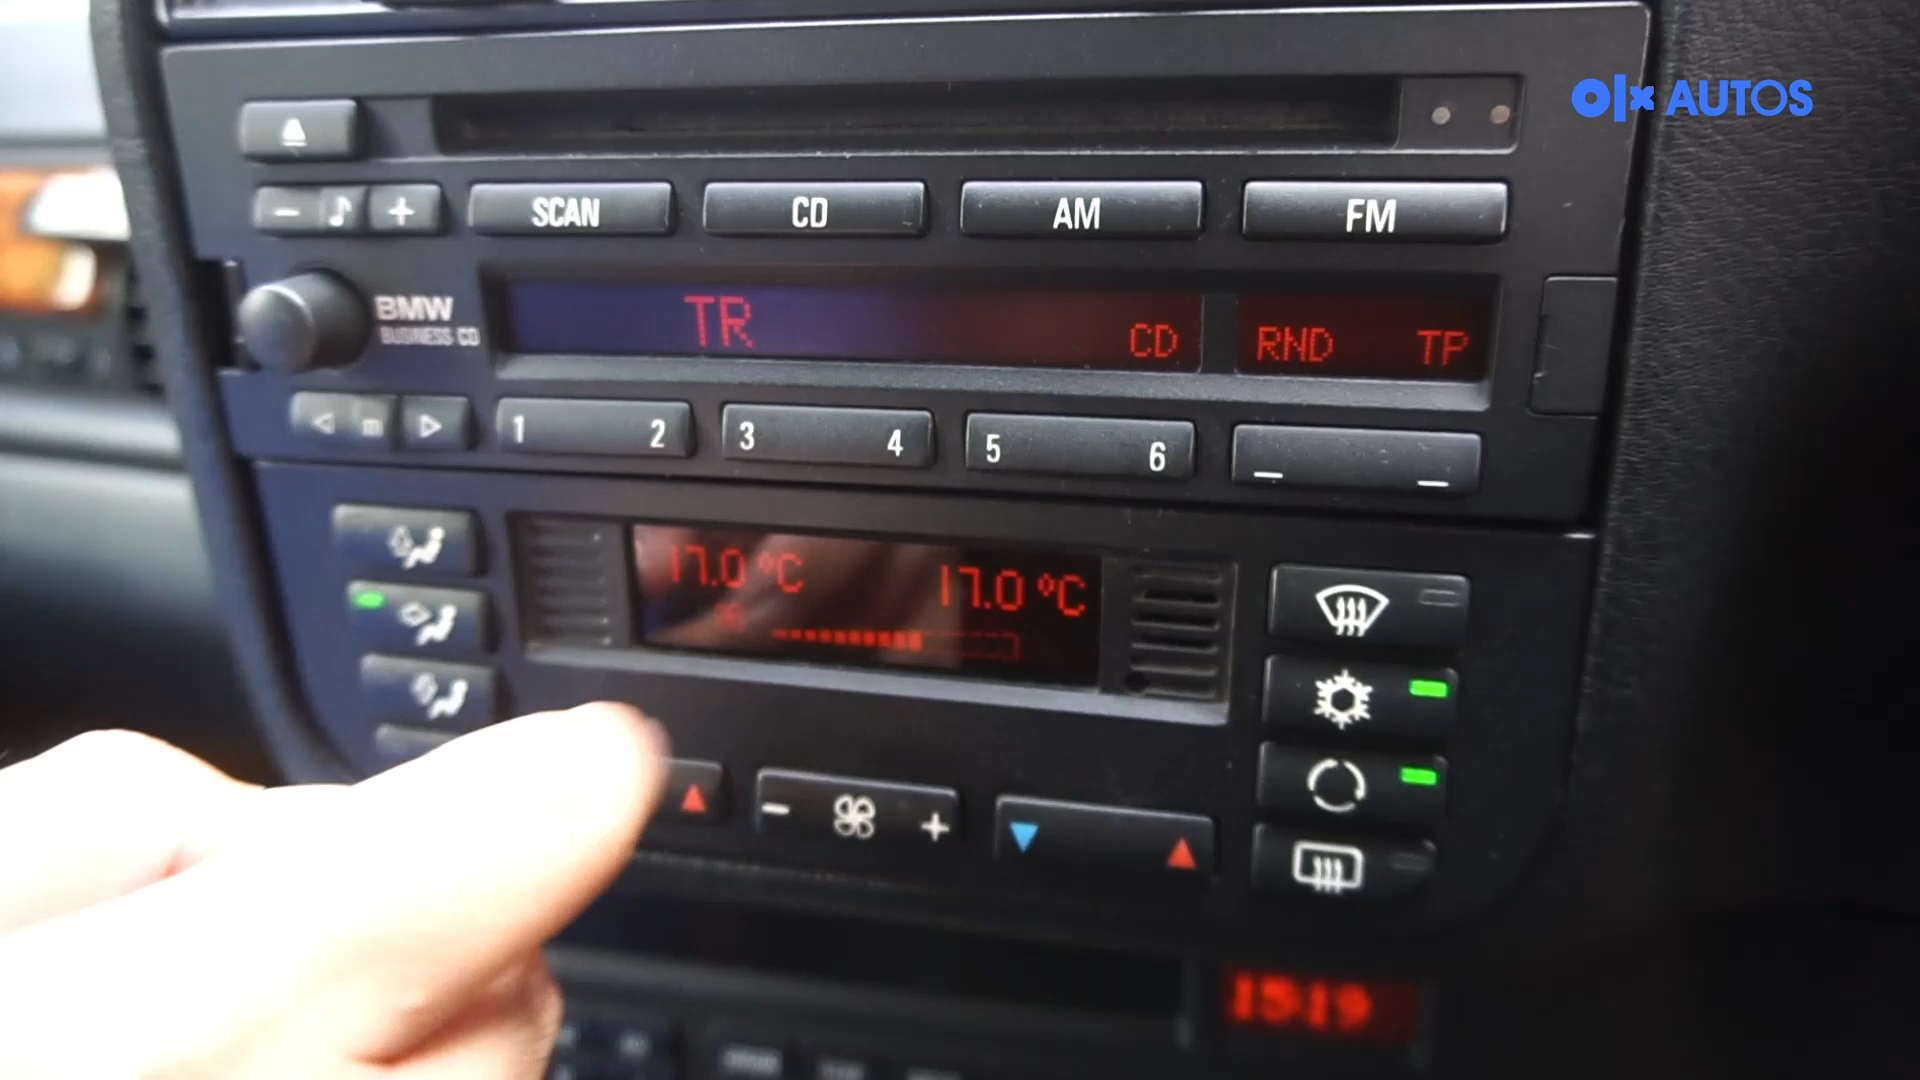 olx AUTOS
SCAN CD AM FM
BMW
BUSINESS CD
TR CD RND TP
m
1 2 3 4 5 6
17.0 °C 17.0 °C
15:19